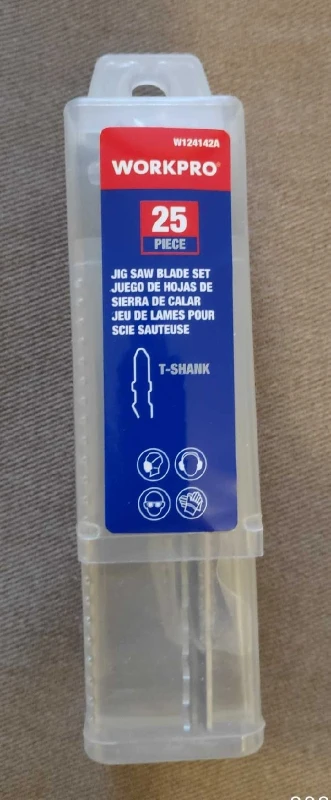 W124142A
WORKPRO®
25
PIECE
JIG SAW BLADE SET
JUEGO DE HOJAS DE
SIERRA DE CALAR
JEU DE LAMES POUR
SCIE SAUTEUSE
T-SHANK